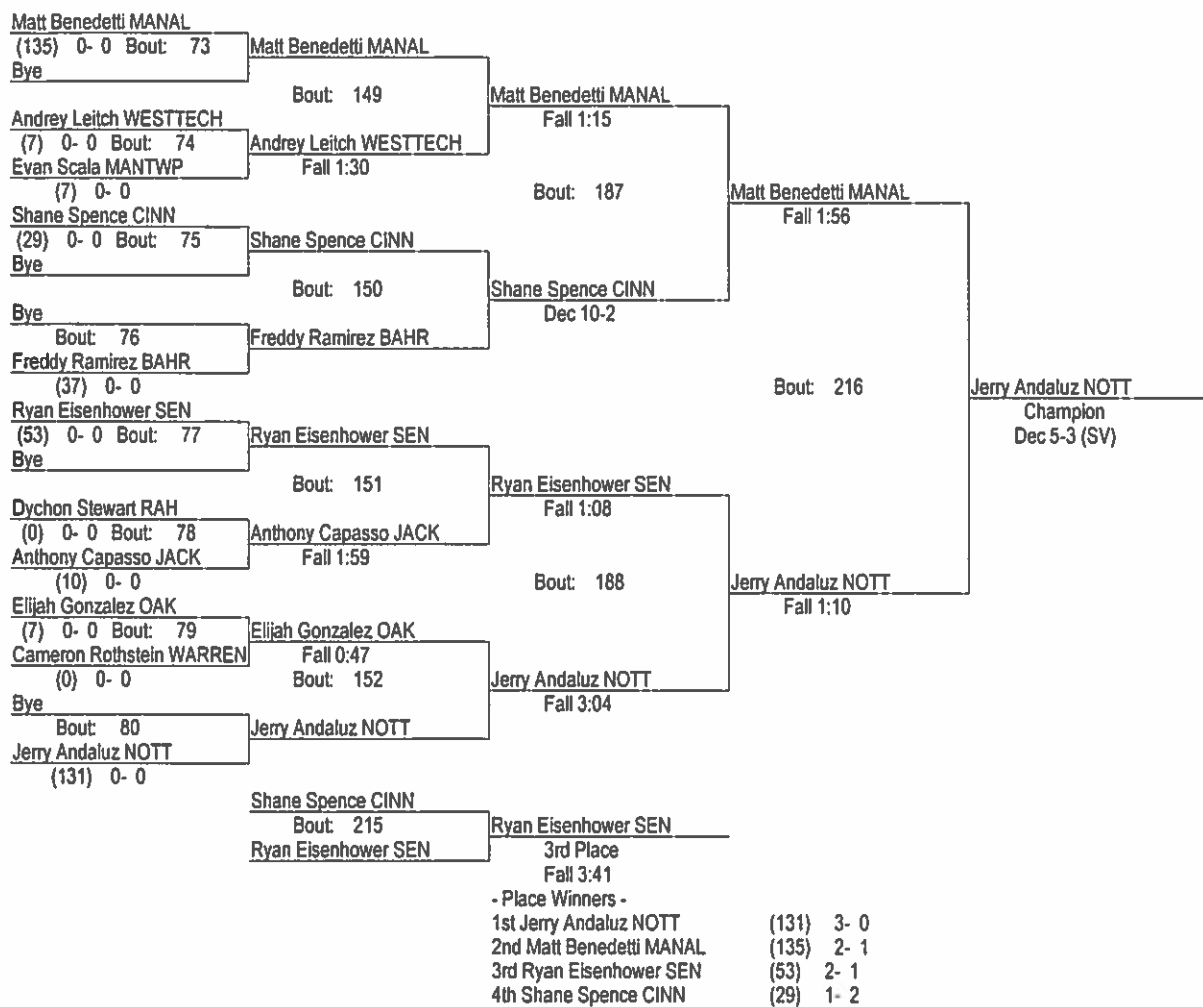 Matt Benedetti MANAL
(135) 0- 0 Bout: 73
Bye
Matt Benedetti MANAL
Bout: 149
Andrey Leitch WESTTECH
(7) 0- 0 Bout: 74
Evan Scala MANTWP
(7) 0- 0
Andrey Leitch WESTTECH
Fall 1:30
Matt Benedetti MANAL
Fall 1:15
Bout: 187
Shane Spence CINN
(29) 0- 0 Bout: 75
Bye
Shane Spence CINN
Bout: 150
Bye
Bout: 76
Freddy Ramirez BAHR
(37) 0- 0
Freddy Ramirez BAHR
Shane Spence CINN
Dec 10-2
Matt Benedetti MANAL
Fall 1:56
Bout: 216
Ryan Eisenhower SEN
(53) 0- 0 Bout: 77
Bye
Ryan Eisenhower SEN
Bout: 151
Dychon Stewart RAH
(0) 0- 0 Bout: 78
Anthony Capasso JACK
(10) 0- 0
Anthony Capasso JACK
Fall 1:59
Ryan Eisenhower SEN
Fall 1:08
Bout: 188
Elijah Gonzalez OAK
(7) 0- 0 Bout: 79
Cameron Rothstein WARREN
(0) 0- 0
Elijah Gonzalez OAK
Fall 0:47
Bout: 152
Bye
Bout: 80
Jerry Andaluz NOTT
(131) 0- 0
Jerry Andaluz NOTT
Jerry Andaluz NOTT
Fall 3:04
Jerry Andaluz NOTT
Fall 1:10
Jerry Andaluz NOTT
Champion
Dec 5-3 (SV)
Shane Spence CINN
Bout: 215
Ryan Eisenhower SEN
Ryan Eisenhower SEN
3rd Place
Fall 3:41
- Place Winners -
1st Jerry Andaluz NOTT (131) 3- 0
2nd Matt Benedetti MANAL (135) 2- 1
3rd Ryan Eisenhower SEN (53) 2- 1
4th Shane Spence CINN (29) 1- 2